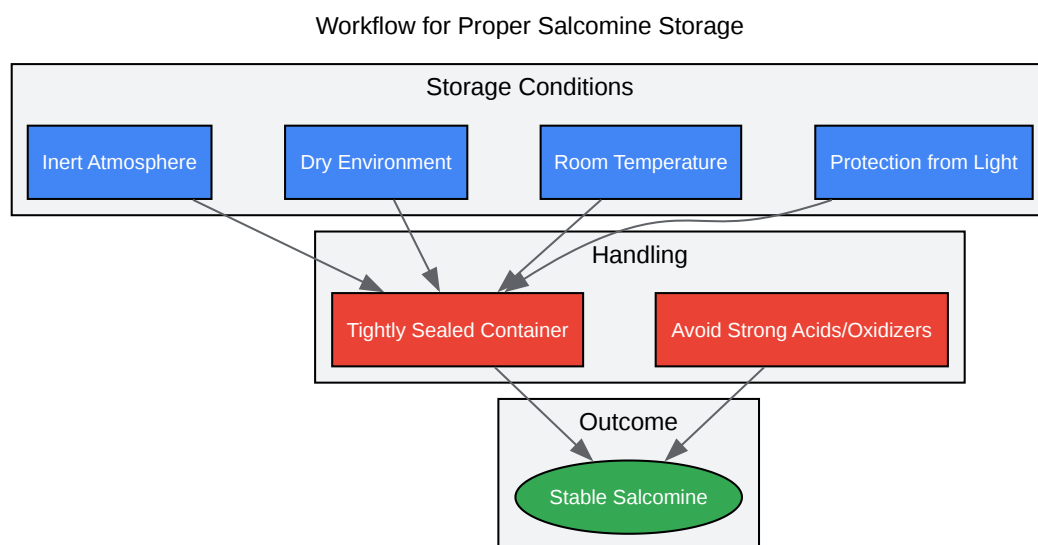 Workflow for Proper Salcomine Storage
Storage Conditions
Inert Atmosphere
Dry Environment
Room Temperature
Protection from Light
Handling
Tightly Sealed Container
Avoid Strong Acids/Oxidizers
Outcome
Stable Salcomine